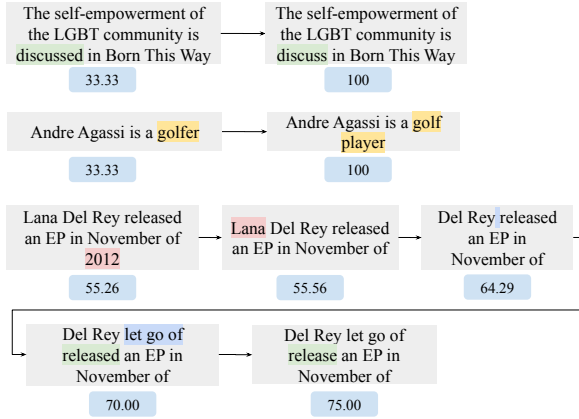 The self-empowerment of
the LGBT community is
discussed in Born This Way
33.33
The self-empowerment of
the LGBT community is
discuss in Born This Way
100
Andre Agassi is a golfer
33.33
Andre Agassi is a golf
player
100
Lana Del Rey released
an EP in November of
2012
55.26
Lana Del Rey released
an EP in November of
55.56
Del Rey released
an EP in
November of
64.29
Del Rey let go of
released an EP in
November of
70.00
Del Rey let go of
release an EP in
November of
75.00